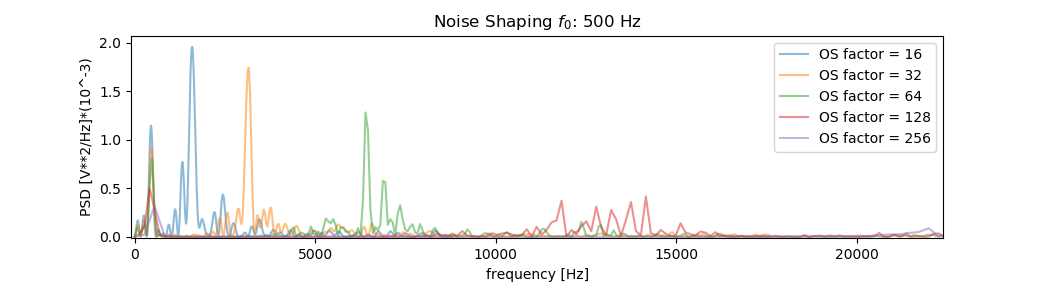 Noise Shaping f₀: 500 Hz
PSD [V**2/Hz]*(10^-3)
2.0
1.5
1.0
0.5
0.0
OS factor = 16
OS factor = 32
OS factor = 64
OS factor = 128
OS factor = 256
0 5000 10000 15000 20000
frequency [Hz]